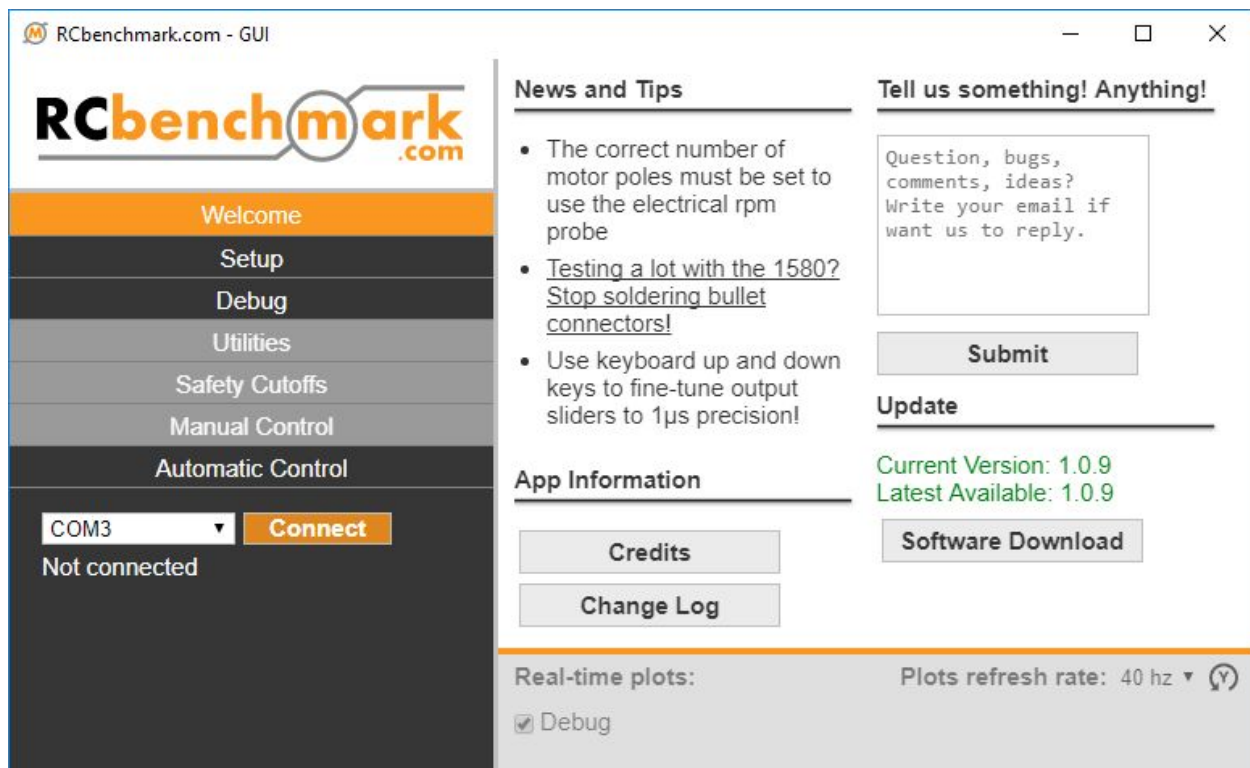 RCbenchmark.com - GUI
RCbenchmark
.com
Welcome
Setup
Debug
Utilities
Safety Cutoffs
Manual Control
Automatic Control
COM3
Connect
Not connected
News and Tips
The correct number of
motor poles must be set to
use the electrical rpm
probe
Testing a lot with the 1580?
Stop soldering bullet
connectors!
Use keyboard up and down
keys to fine-tune output
sliders to 1µs precision!
App Information
Credits
Change Log
Tell us something! Anything!
Question, bugs,
comments, ideas?
Write your email if
want us to reply.
Submit
Update
Current Version: 1.0.9
Latest Available: 1.0.9
Software Download
Real-time plots:
Plots refresh rate: 40 hz
Y
Debug